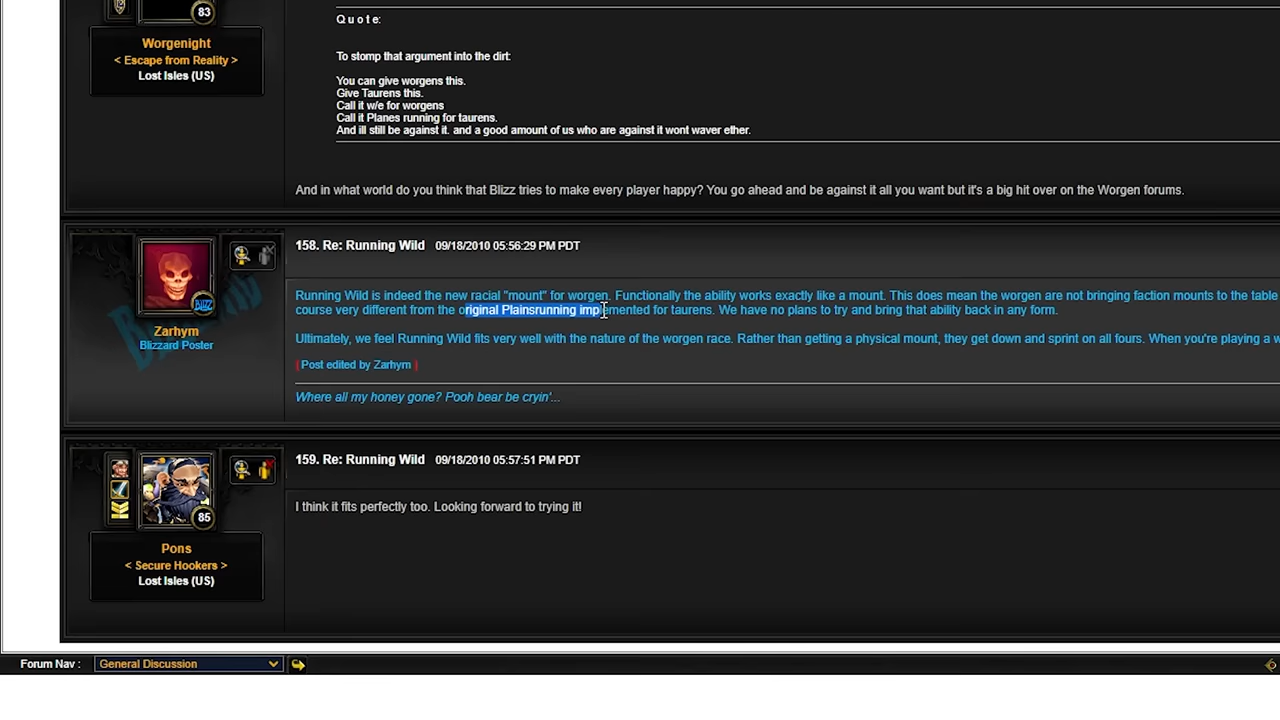 83
Worgenight
< Escape from Reality >
Lost Isles (US)
Quote:
To stomp that argument into the dirt:
You can give worgens this.
Give Taurens this.
Call it w/e for worgens
Call it Planes running for taurens.
And ill still be against it. and a good amount of us who are against it wont waver ether.
And in what world do you think that Blizz tries to make every player happy? You go ahead and be against it all you want but it's a big hit over on the Worgen forums.
158. Re: Running Wild 09/18/2010 05:56:29 PM PDT
BLIZZ
Zarhym
Blizzard Poster
Running Wild is indeed the new racial "mount" for worgen. Functionally the ability works exactly like a mount. This does mean the worgen are not bringing faction mounts to the table
course very different from the original Plainsrunning implemented for taurens. We have no plans to try and bring that ability back in any form.
Ultimately, we feel Running Wild fits very well with the nature of the worgen race. Rather than getting a physical mount, they get down and sprint on all fours. When you're playing a w
[ Post edited by Zarhym ]
Where all my honey gone? Pooh bear be cryin'...
159. Re: Running Wild 09/18/2010 05:57:51 PM PDT
85
Pons
< Secure Hookers >
Lost Isles (US)
I think it fits perfectly too. Looking forward to trying it!
Forum Nav : General Discussion